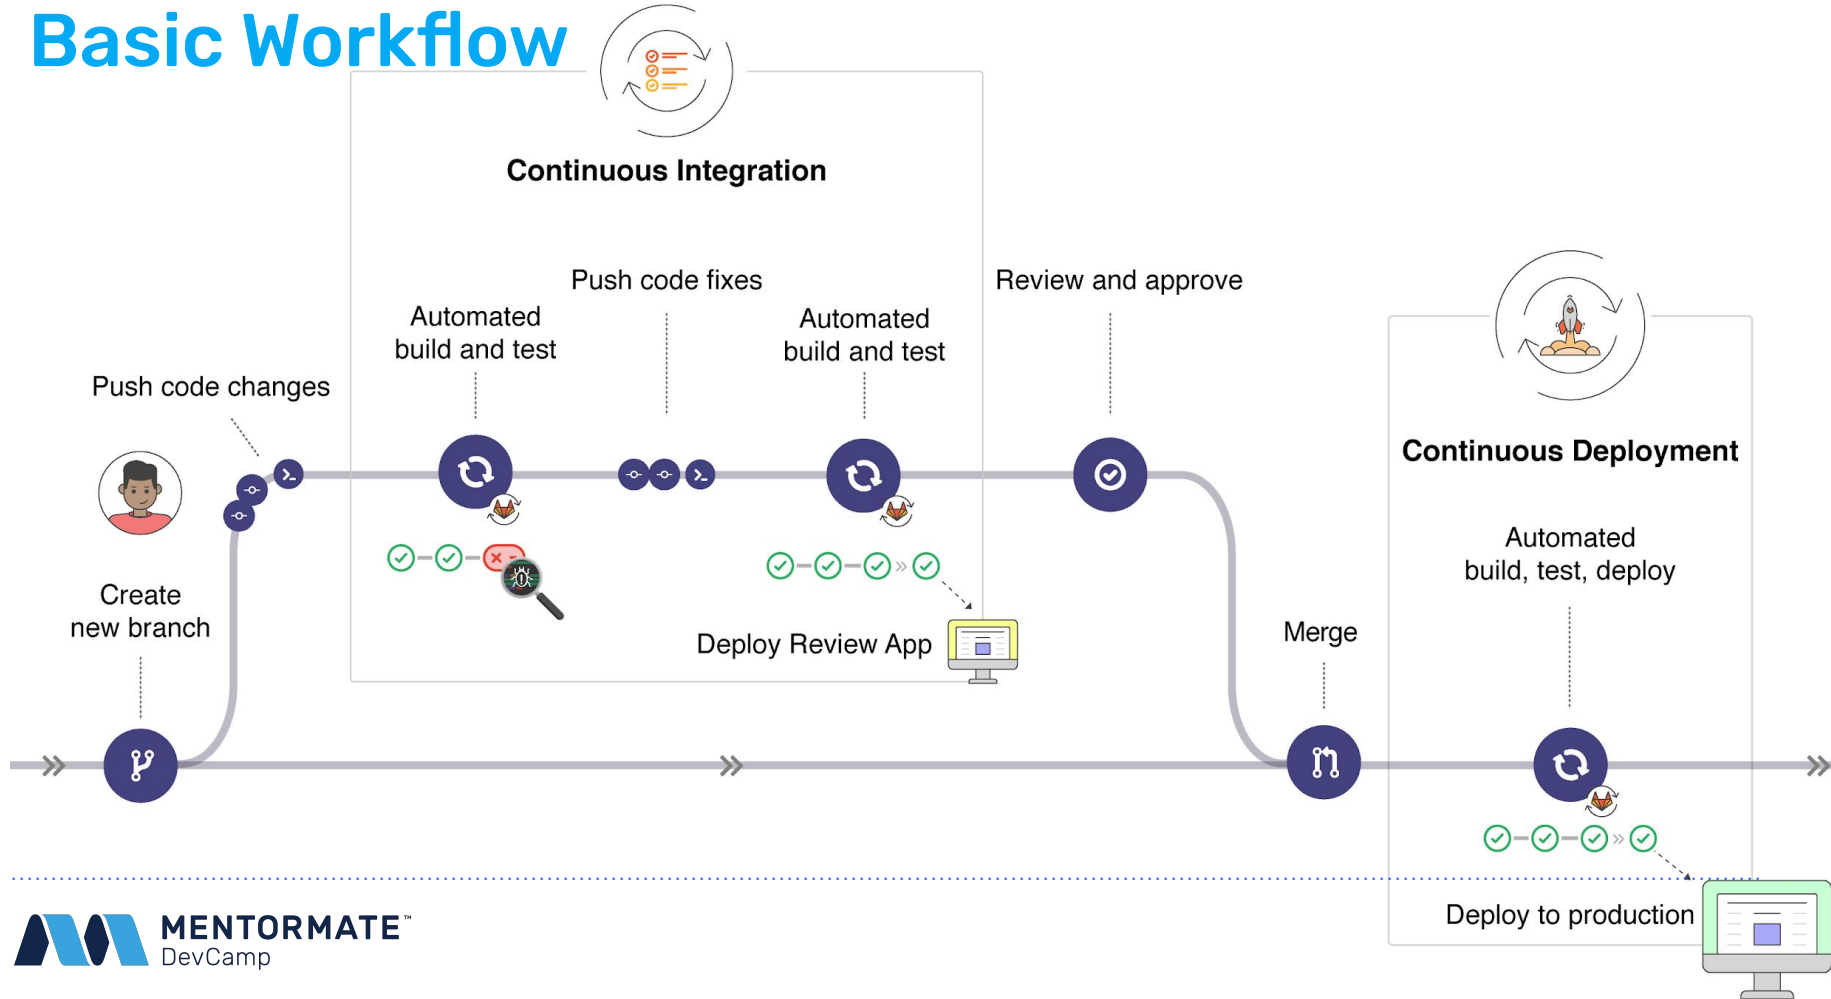 Basic Workflow
Continuous Integration
Push code fixes
Review and approve
Automated
build and test
Automated
build and test
Push code changes
Continuous Deployment
Automated
build, test, deploy
Create
new branch
Merge
Deploy Review App
Deploy to production
MENTORMATE™
DevCamp